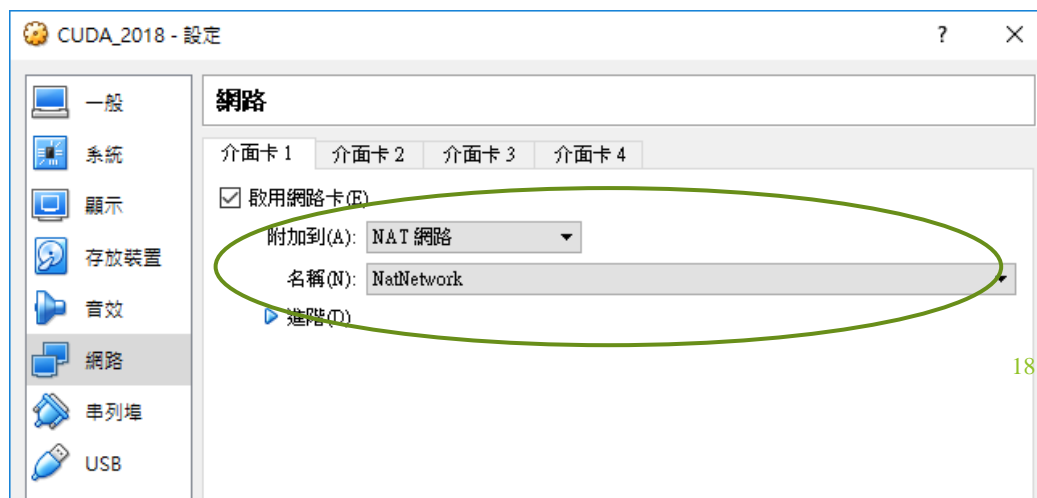 CUDA_2018 - 設定
?
一般
系統
顯示
存放裝置
音效
網路
串列埠
USB
網路
介面卡 1 介面卡 2 介面卡 3 介面卡 4
啟用網路卡(E)
附加到(A): NAT 網路
名稱(N): NatNetwork
進階(D)
18